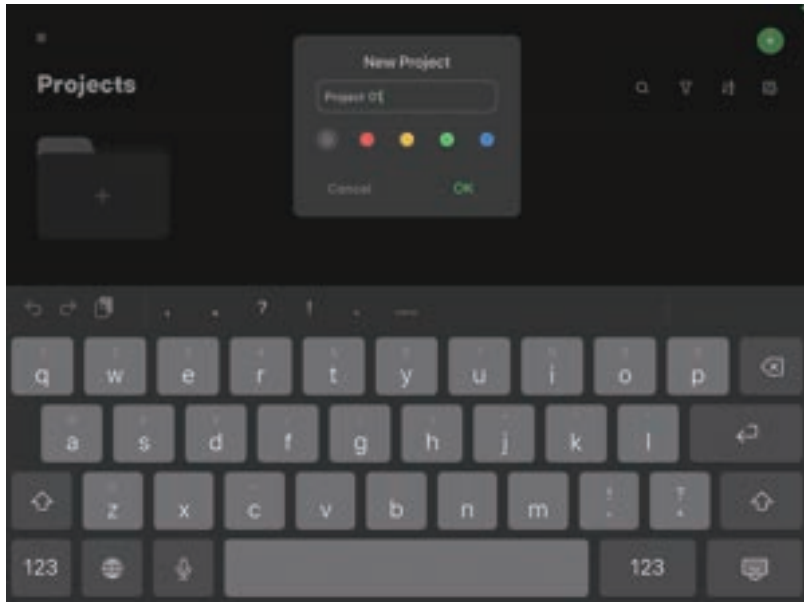 New Project
Projects
Project 01
Cancel OK
? !
q w e r t y u i o p
a s d f g h j k l
z x c v b n m ! ?
123 123